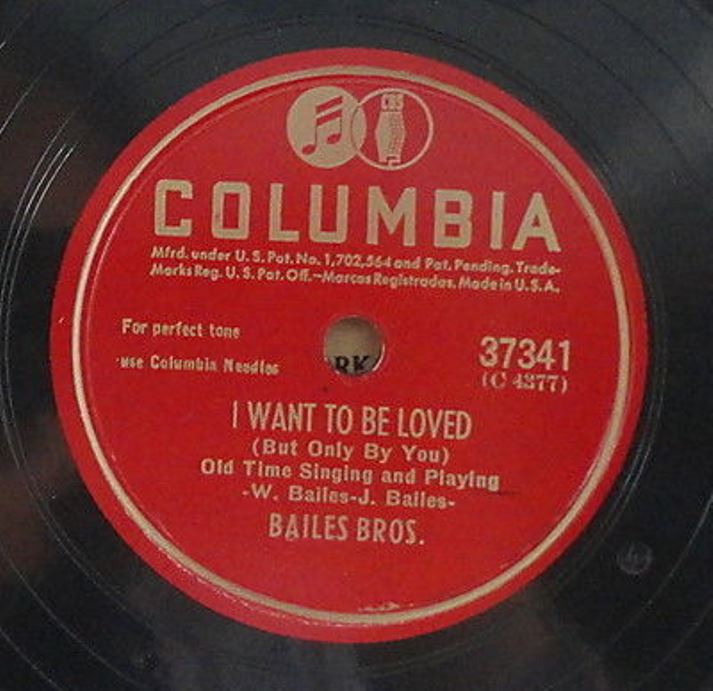 CBS
COLUMBIA
Mfrd. under U. S. Pat. No. 1,702,564 and Pat. Pending. Trade-
Marks Reg. U. S. Pat. Off.—Marcas Registradas. Made in U.S.A.
For perfect tone
use Columbia Needles
RK
37341
(C 4377)
I WANT TO BE LOVED
(But Only By You)
Old Time Singing and Playing
-W. Bailes-J. Bailes-
BAILES BROS.